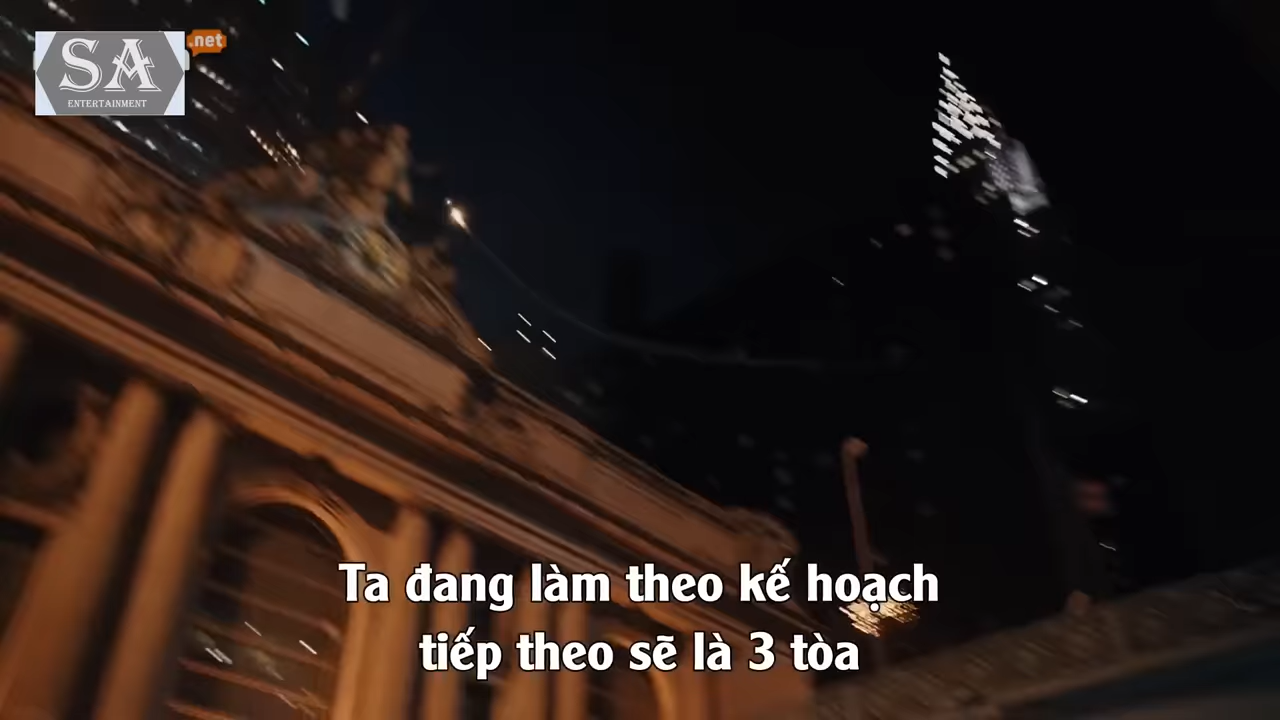 SA
ENTERTAINMENT
.net
Ta đang làm theo kế hoạch
tiếp theo sẽ là 3 tòa